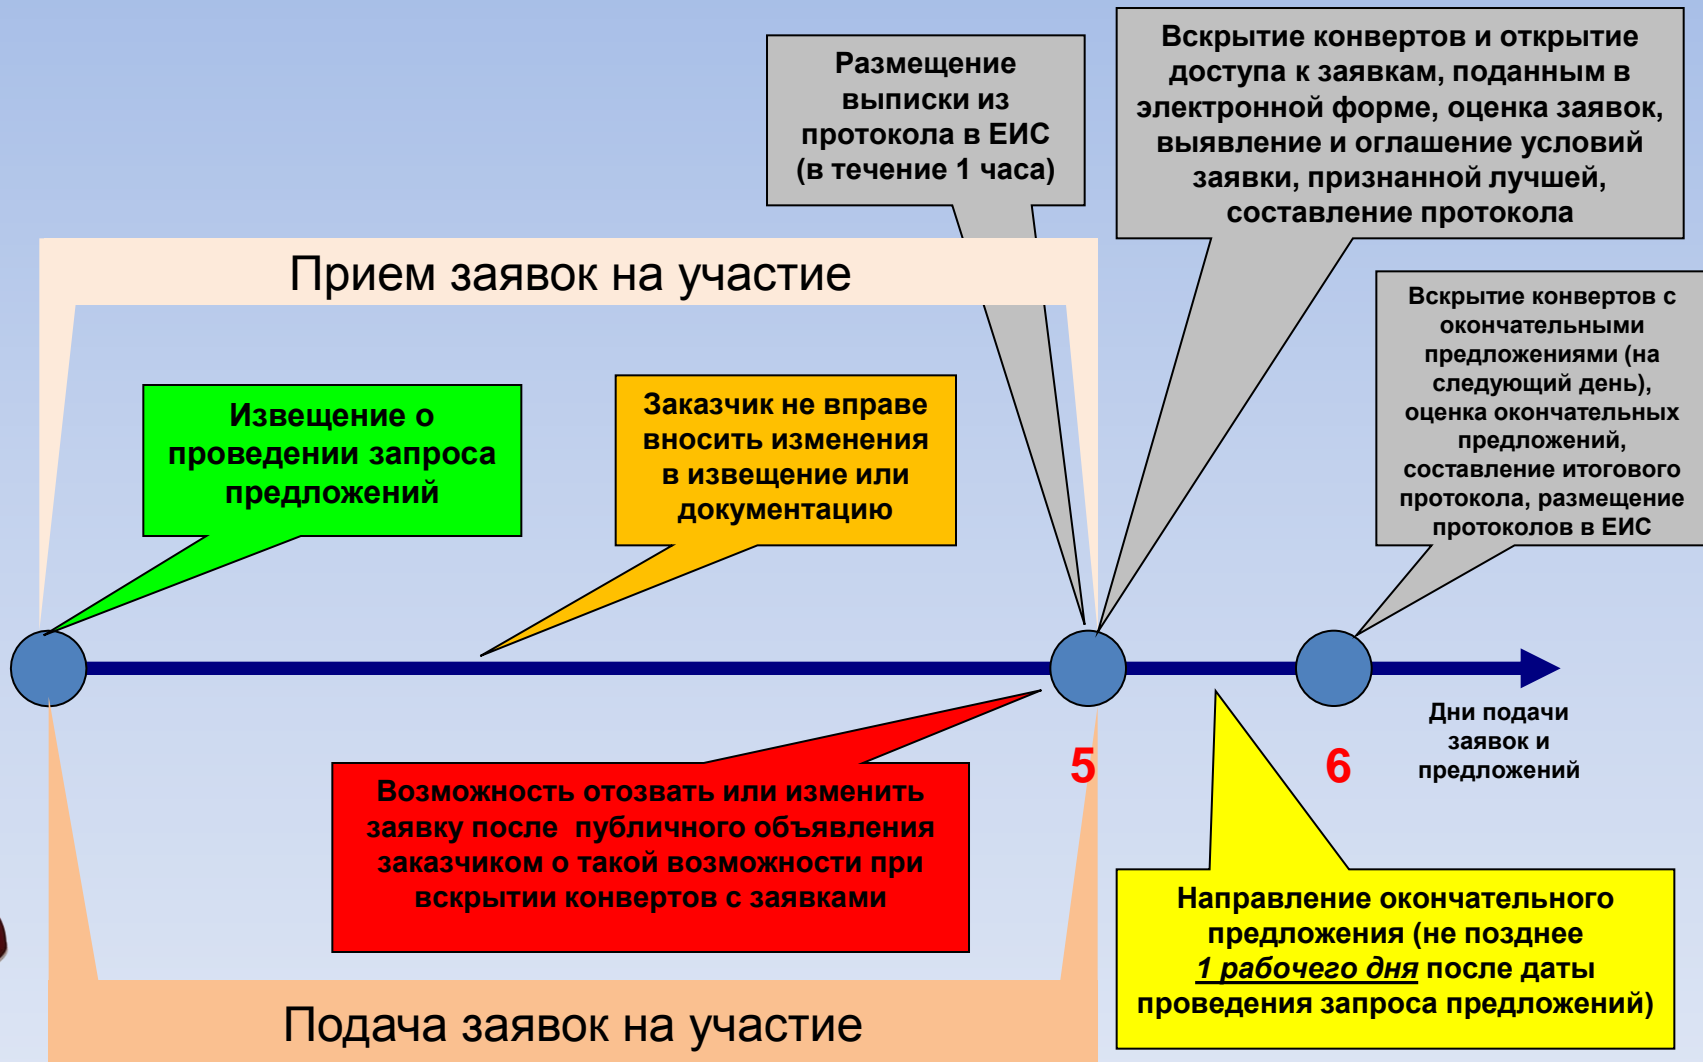 Размещение
выписки из
протокола в ЕИС
(в течение 1 часа)
Вскрытие конвертов и открытие
доступа к заявкам, поданным в
электронной форме, оценка заявок,
выявление и оглашение условий
заявки, признанной лучшей,
составление протокола
Прием заявок на участие
Вскрытие конвертов с
окончательными
предложениями (на
следующий день),
оценка окончательных
предложений,
составление итогового
протокола, размещение
протоколов в ЕИС
Извещение о
проведении запроса
предложений
Заказчик не вправе
вносить изменения
в извещение или
документацию
Дни подачи
заявок и
предложений
5
6
Возможность отозвать или изменить
заявку после публичного объявления
заказчиком о такой возможности при
вскрытии конвертов с заявками
Направление окончательного
предложения (не позднее
1 рабочего дня после даты
проведения запроса предложений)
Подача заявок на участие